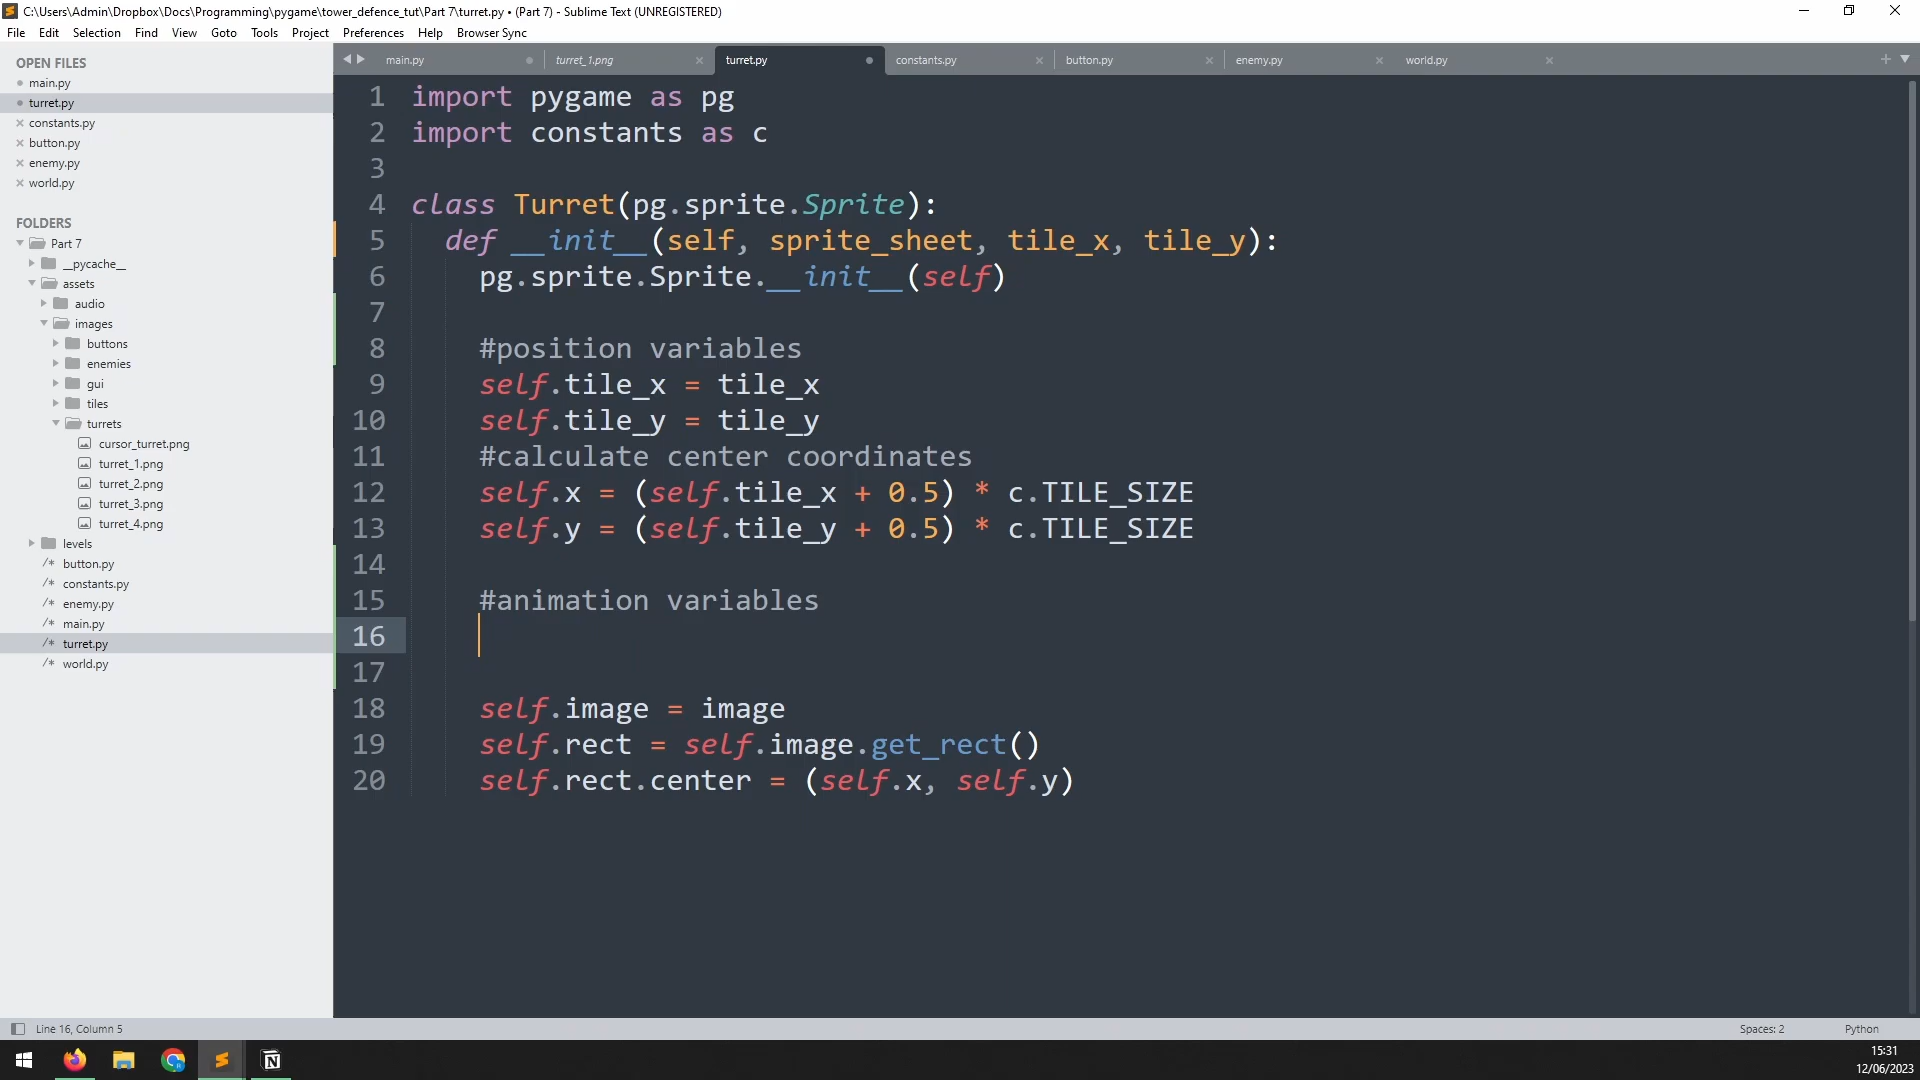 C:\Users\Admin\Dropbox\Docs\Programming\pygame\tower_defence_tut\Part 7\turret.py • (Part 7) - Sublime Text (UNREGISTERED)
File Edit Selection Find View Goto Tools Project Preferences Help Browser Sync
OPEN FILES
main.py
turret.py
constants.py
button.py
enemy.py
world.py
FOLDERS
Part 7
__pycache__
assets
audio
images
buttons
enemies
gui
tiles
turrets
cursor_turret.png
turret_1.png
turret_2.png
turret_3.png
turret_4.png
levels
button.py
constants.py
enemy.py
main.py
turret.py
world.py
main.py turret_1.png turret.py constants.py button.py enemy.py world.py
1 import pygame as pg
2 import constants as c
3
4 class Turret(pg.sprite.Sprite):
5 def __init__(self, sprite_sheet, tile_x, tile_y):
6 pg.sprite.Sprite.__init__(self)
7
8 #position variables
9 self.tile_x = tile_x
10 self.tile_y = tile_y
11 #calculate center coordinates
12 self.x = (self.tile_x + 0.5) * c.TILE_SIZE
13 self.y = (self.tile_y + 0.5) * c.TILE_SIZE
14
15 #animation variables
16
17
18 self.image = image
19 self.rect = self.image.get_rect()
20 self.rect.center = (self.x, self.y)
Line 16, Column 5 Spaces: 2 Python
15:31
12/06/2023